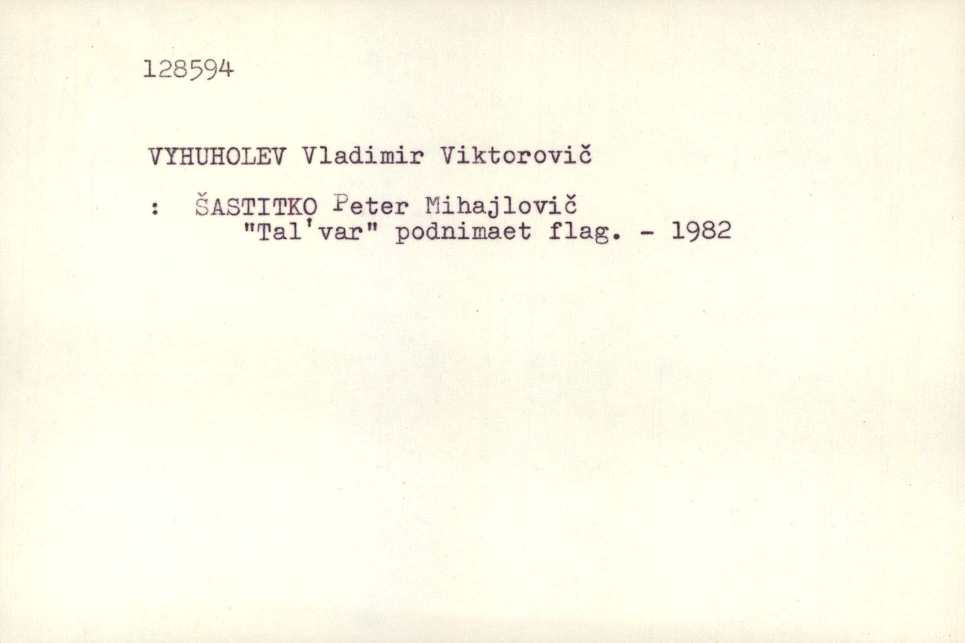 128594
VYHUHOLEV Vladimir Viktorovič
: ŠASTITKO Peter Mihajlovič
"Tal'var" podnimaet flag. - 1982